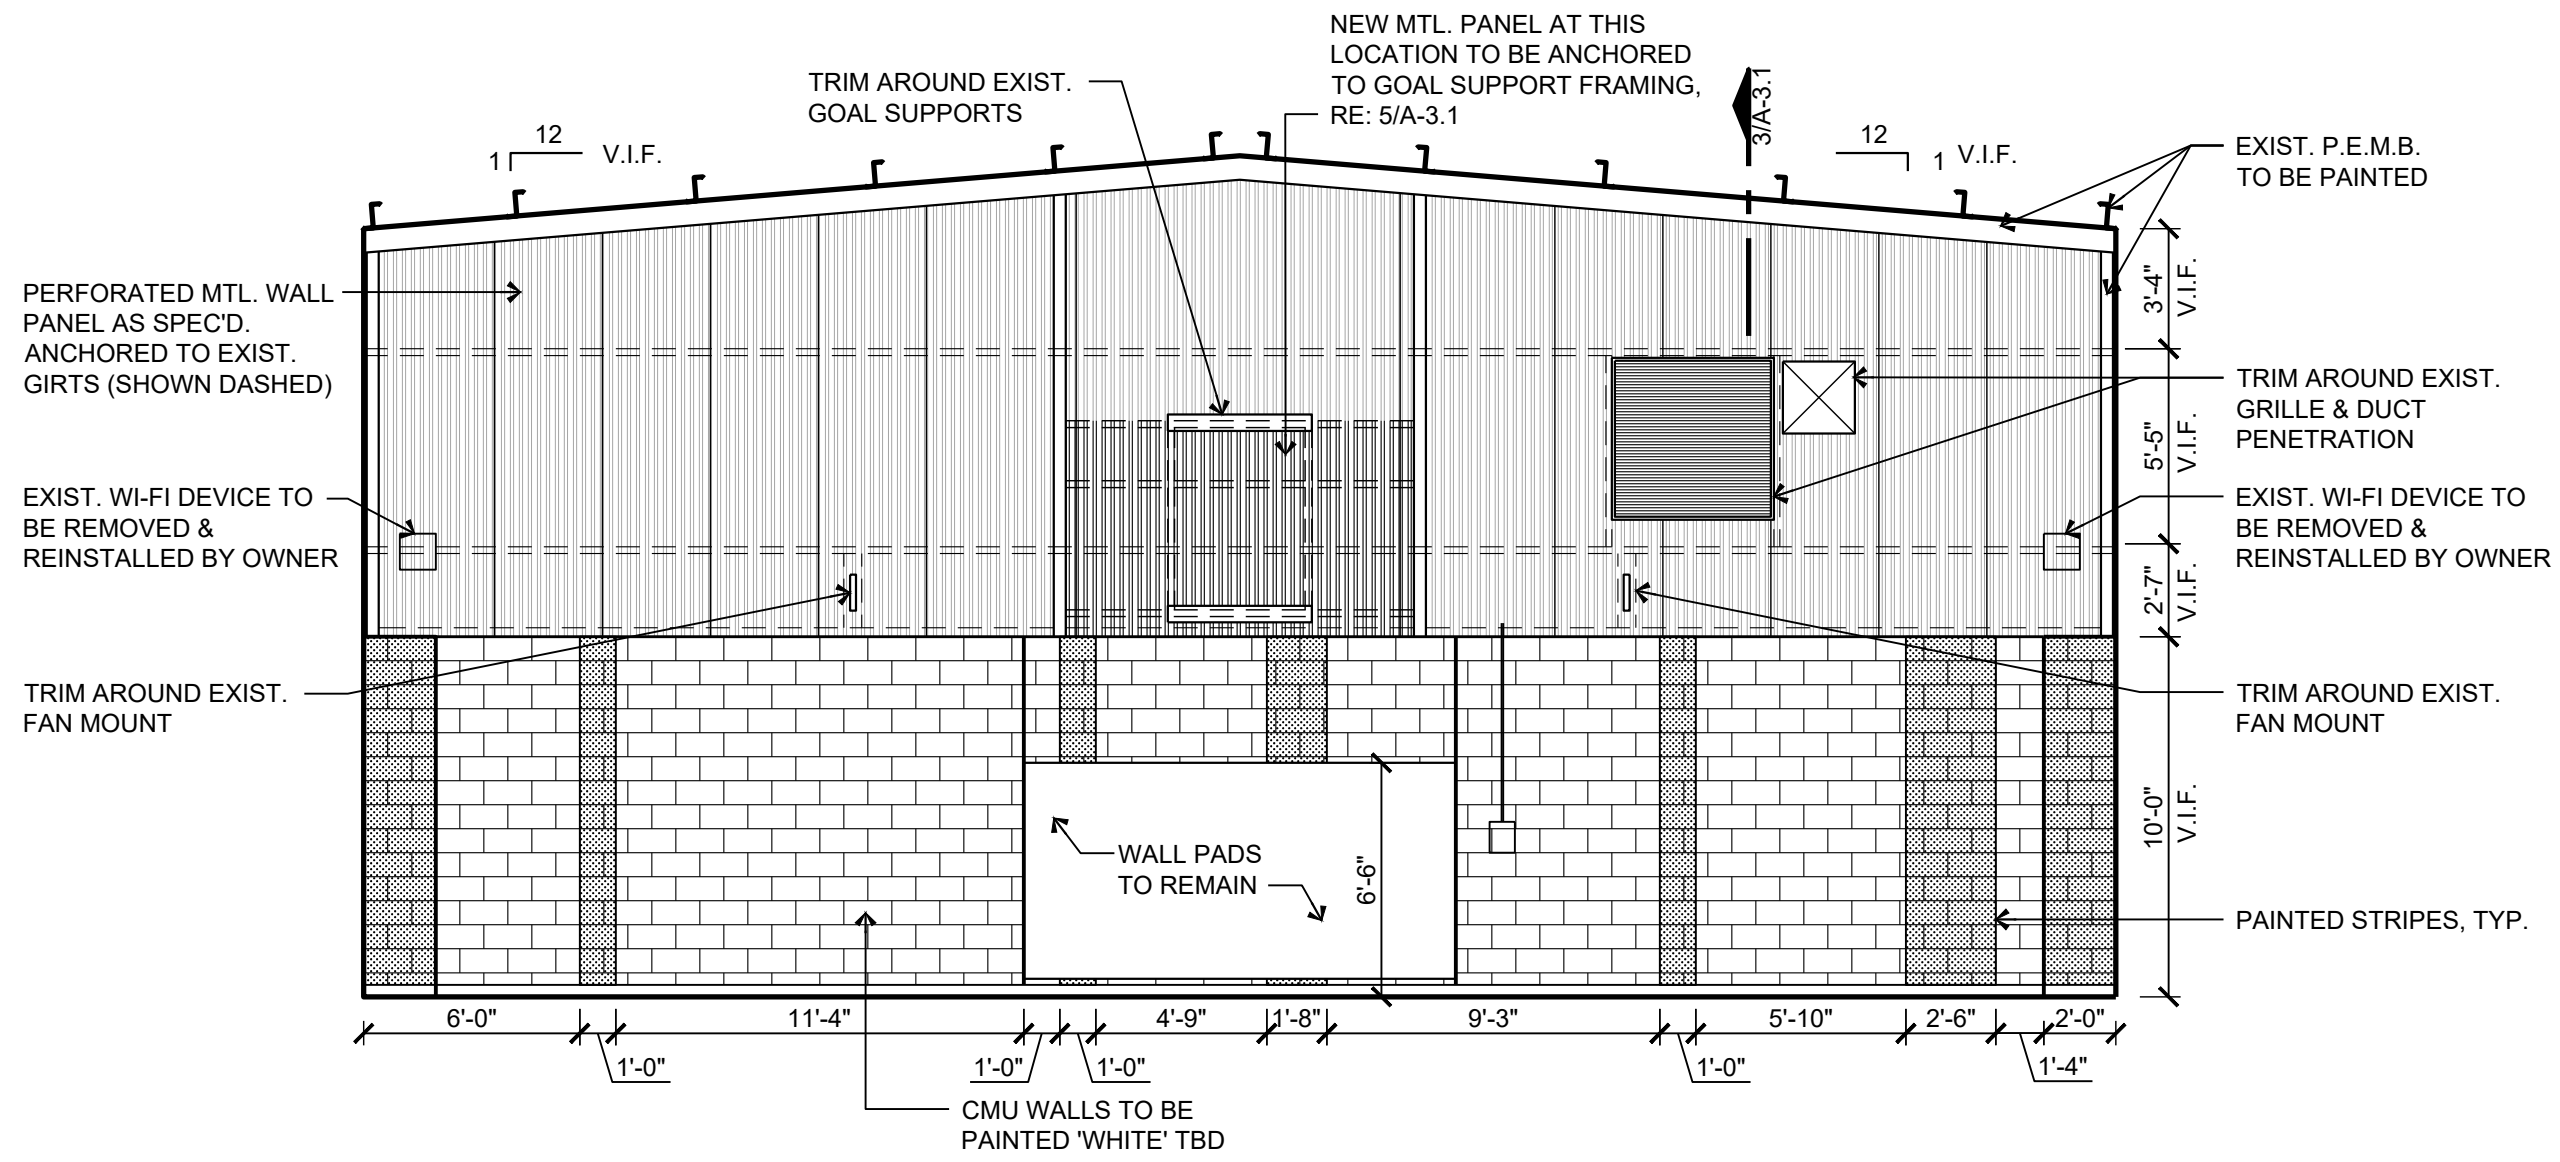 NEW MTL. PANEL AT THIS
LOCATION TO BE ANCHORED
TO GOAL SUPPORT FRAMING,
RE: 5/A-3.1
TRIM AROUND EXIST.
GOAL SUPPORTS
3/A-3.1
12
1
V.I.F.
12
1
V.I.F.
EXIST. P.E.M.B.
TO BE PAINTED
PERFORATED MTL. WALL
PANEL AS SPEC'D.
ANCHORED TO EXIST.
GIRTS (SHOWN DASHED)
3'-4"
V.I.F.
TRIM AROUND EXIST.
GRILLE & DUCT
PENETRATION
5'-5"
V.I.F.
EXIST. WI-FI DEVICE TO
BE REMOVED &
REINSTALLED BY OWNER
EXIST. WI-FI DEVICE TO
BE REMOVED &
REINSTALLED BY OWNER
2'-7"
V.I.F.
TRIM AROUND EXIST.
FAN MOUNT
TRIM AROUND EXIST.
FAN MOUNT
10'-0"
V.I.F.
WALL PADS
TO REMAIN
6'-6"
PAINTED STRIPES, TYP.
6'-0"
11'-4"
4'-9"
1'-8"
9'-3"
5'-10"
2'-6"
2'-0"
1'-0"
1'-0"
1'-0"
1'-0"
1'-4"
CMU WALLS TO BE
PAINTED 'WHITE' TBD